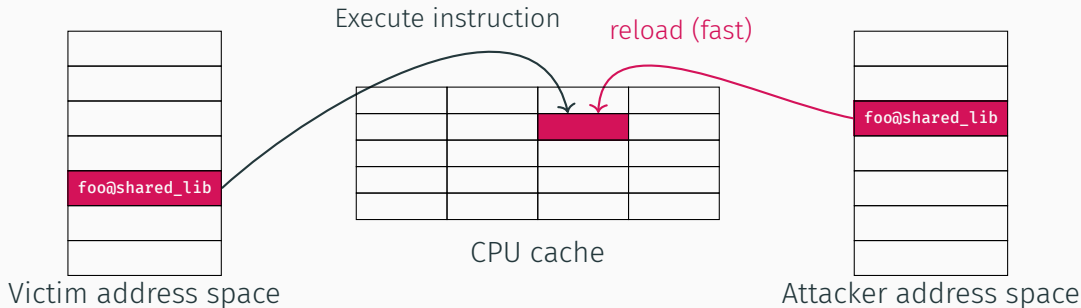 Execute instruction
reload (fast)
foo@shared_lib
foo@shared_lib
CPU cache
Victim address space
Attacker address space